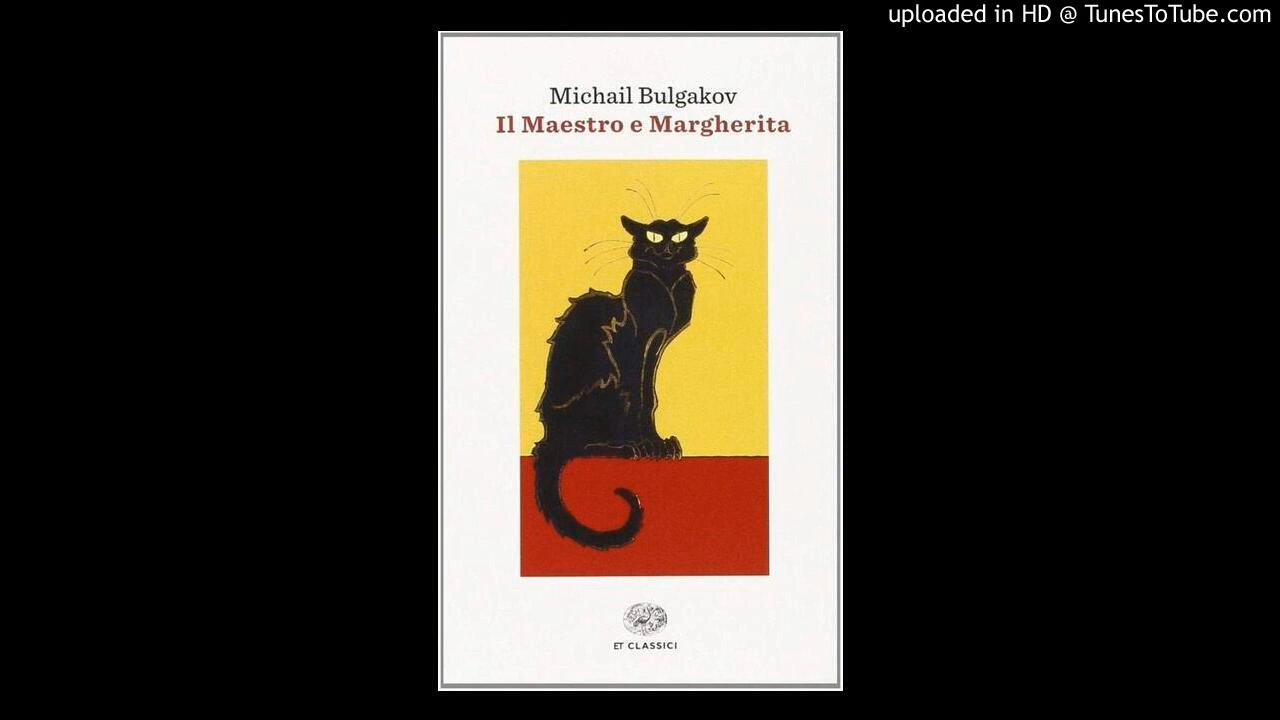 uploaded in HD @ TunesToTube.com
Michail Bulgakov
Il Maestro e Margherita
ET CLASSICI